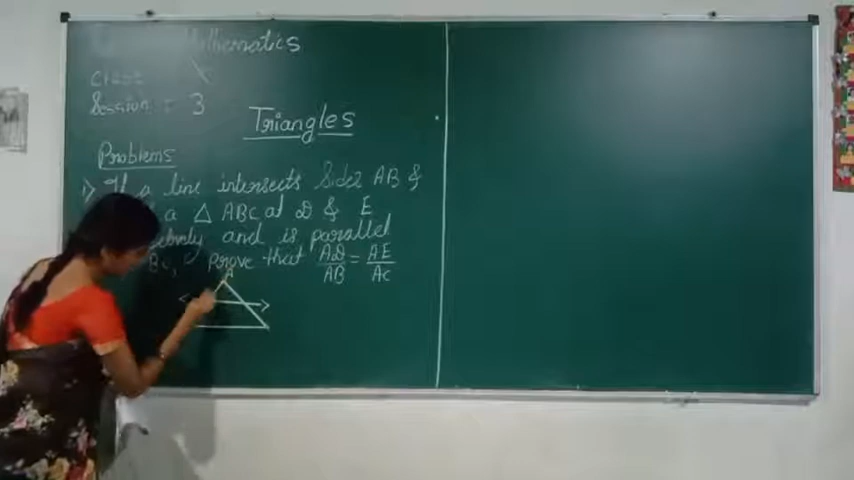 Mathematics
Class
Session : 3
Triangles
Problems
1) If a line intersects Sides AB &
a △ ABC at D & E
and is parallel
BC, prove that AD/AB = AE/AC
A